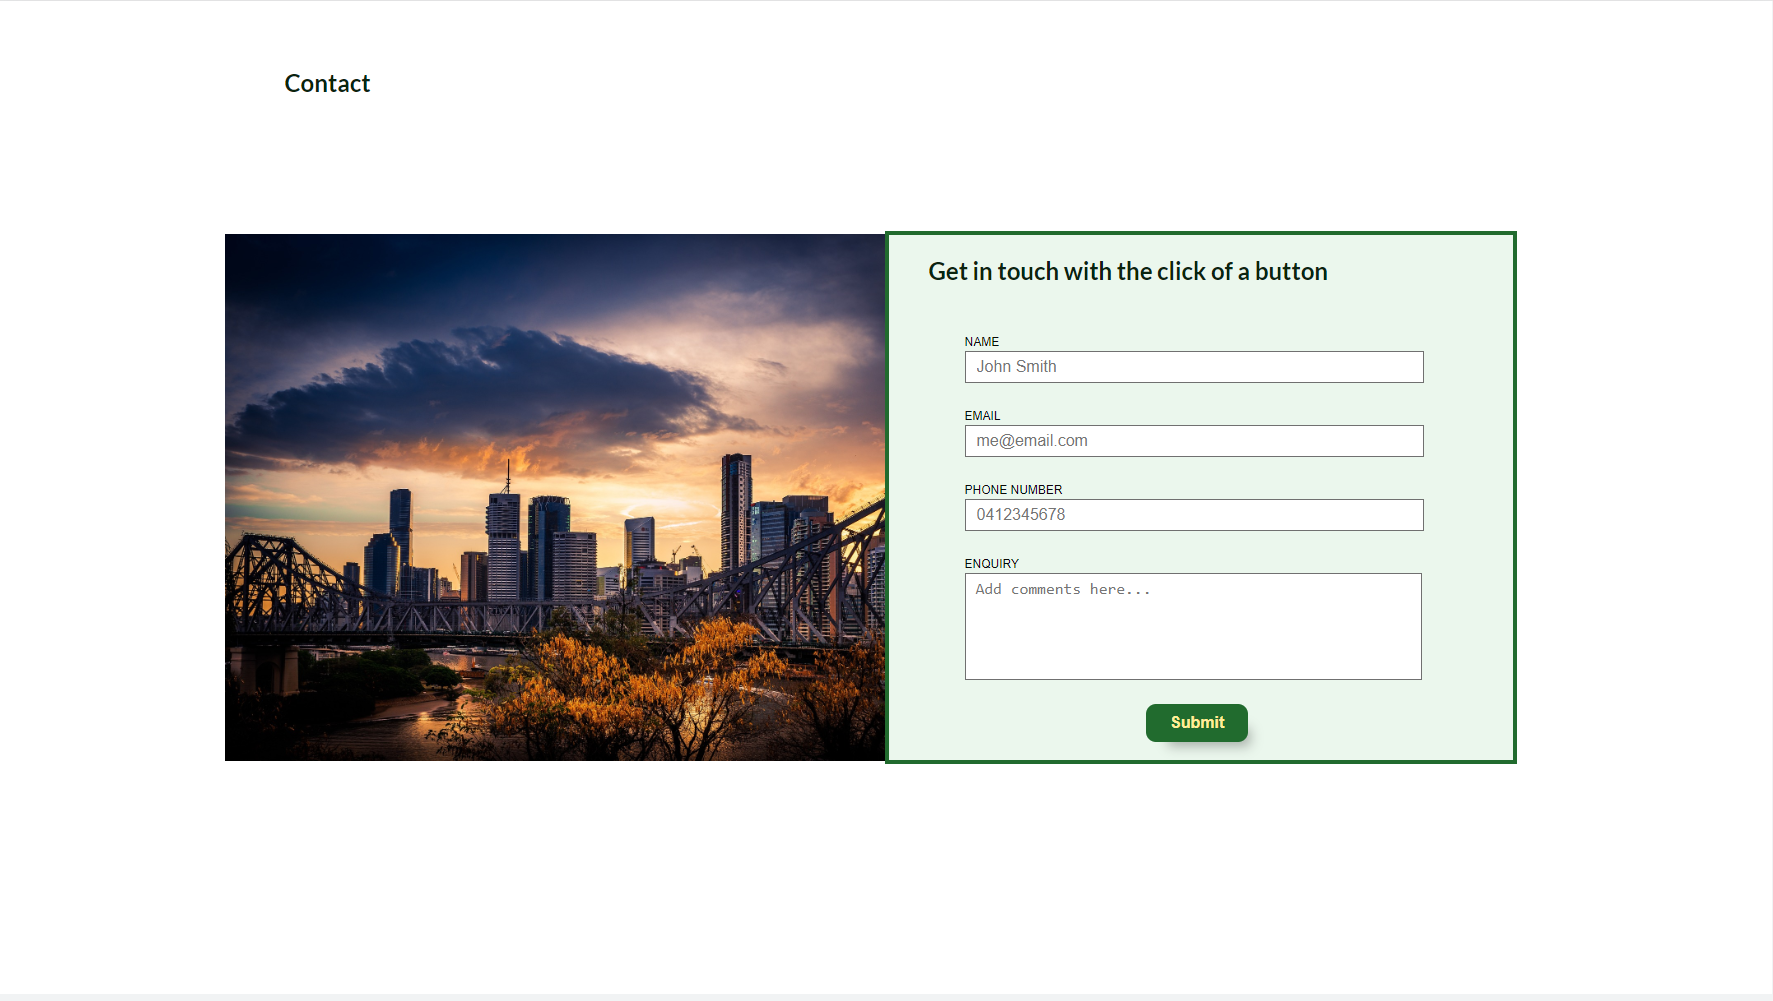 Contact
Get in touch with the click of a button
NAME
John Smith
EMAIL
me@email.com
PHONE NUMBER
0412345678
ENQUIRY
Add comments here...
Submit